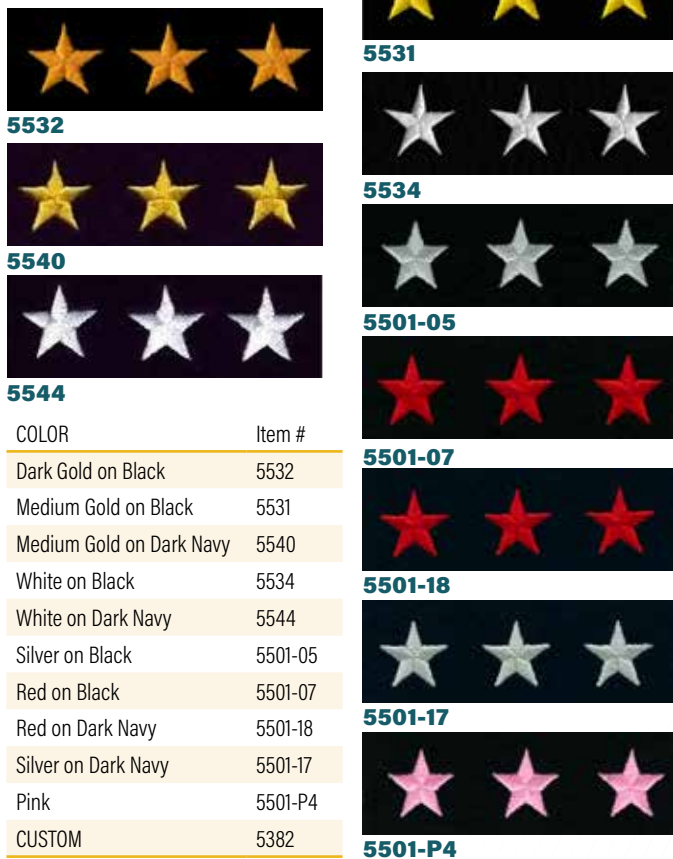 5532
5540
5544
COLOR Item #
Dark Gold on Black 5532
Medium Gold on Black 5531
Medium Gold on Dark Navy 5540
White on Black 5534
White on Dark Navy 5544
Silver on Black 5501-05
Red on Black 5501-07
Red on Dark Navy 5501-18
Silver on Dark Navy 5501-17
Pink 5501-P4
CUSTOM 5382
5531
5534
5501-05
5501-07
5501-18
5501-17
5501-P4